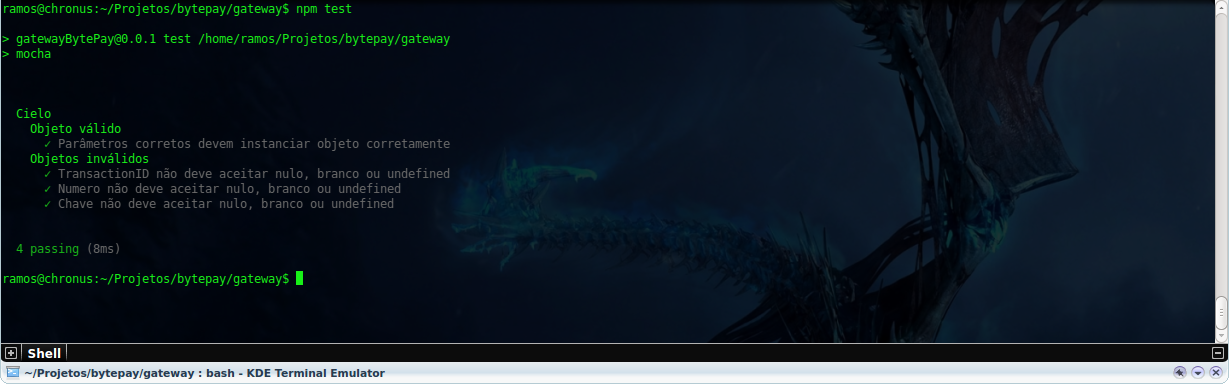 ramos@chronus:~/Projetos/bytepay/gateway$ npm test
> gatewayBytePay@0.0.1 test /home/ramos/Projetos/bytepay/gateway
> mocha
Cielo
Objeto válido
✓ Parâmetros corretos devem instanciar objeto corretamente
Objetos inválidos
✓ TransactionID não deve aceitar nulo, branco ou undefined
✓ Numero não deve aceitar nulo, branco ou undefined
✓ Chave não deve aceitar nulo, branco ou undefined
4 passing (8ms)
ramos@chronus:~/Projetos/bytepay/gateway$
Shell
~/Projetos/bytepay/gateway : bash - KDE Terminal Emulator